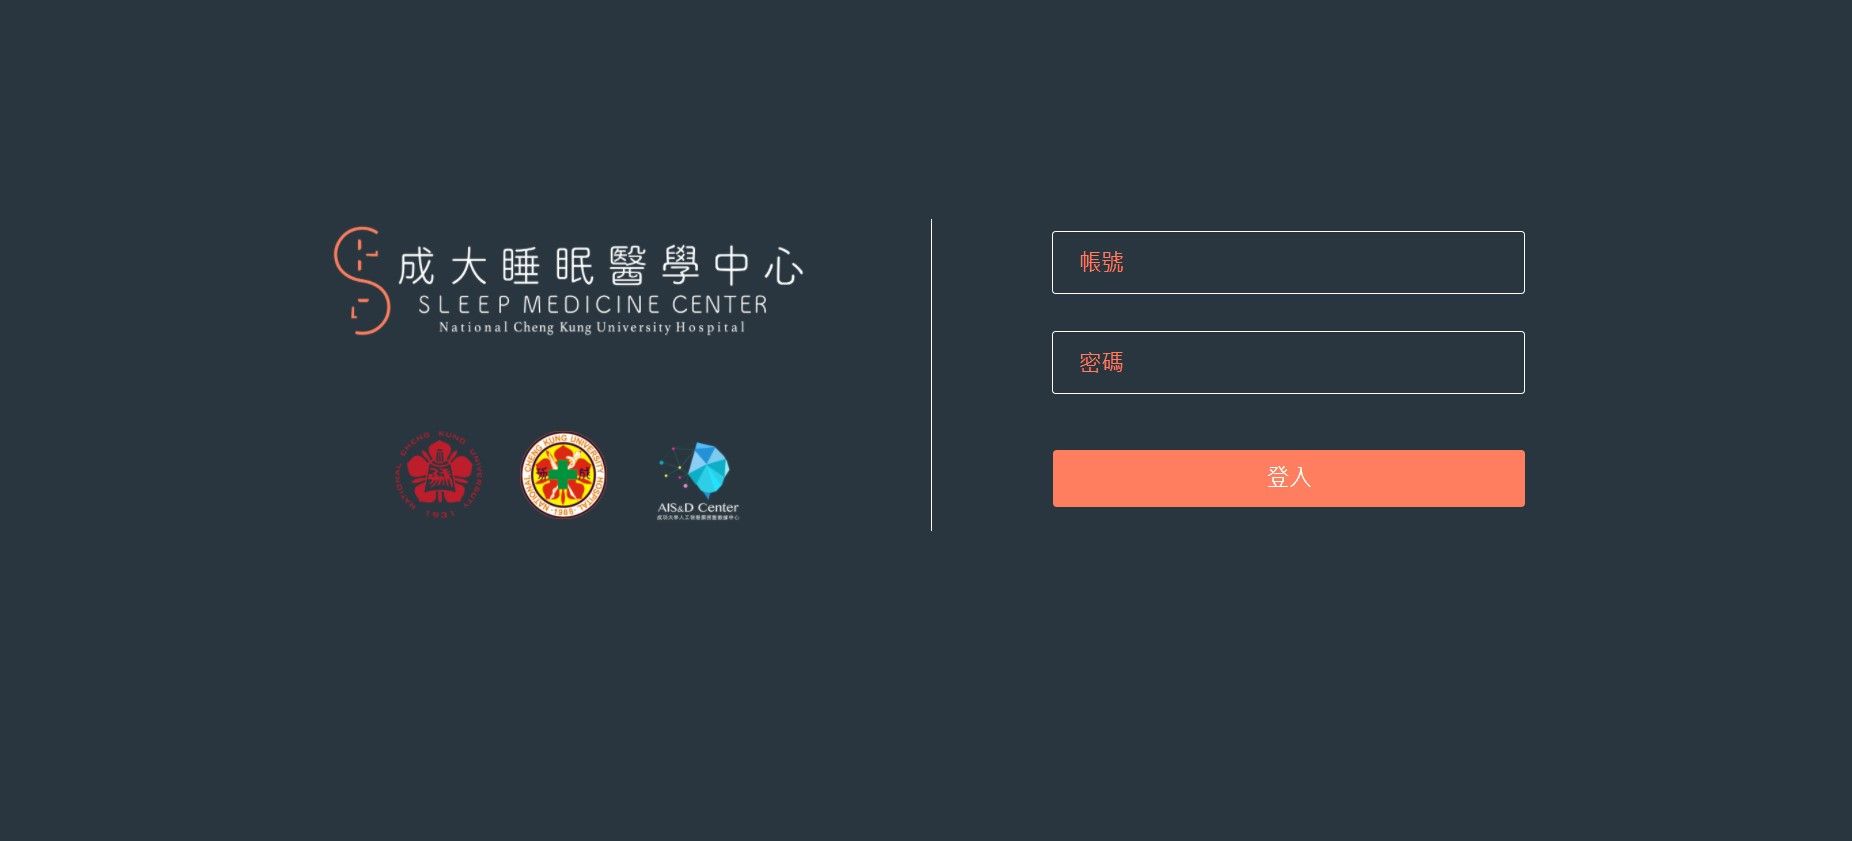 成大睡眠醫學中心
SLEEP MEDICINE CENTER
National Cheng Kung University Hospital
NATIONAL CHENG KUNG UNIVERSITY
1931
NATIONAL CHENG KUNG UNIVERSITY HOSPITAL
1988
AIS&D Center
帳號
密碼
登入